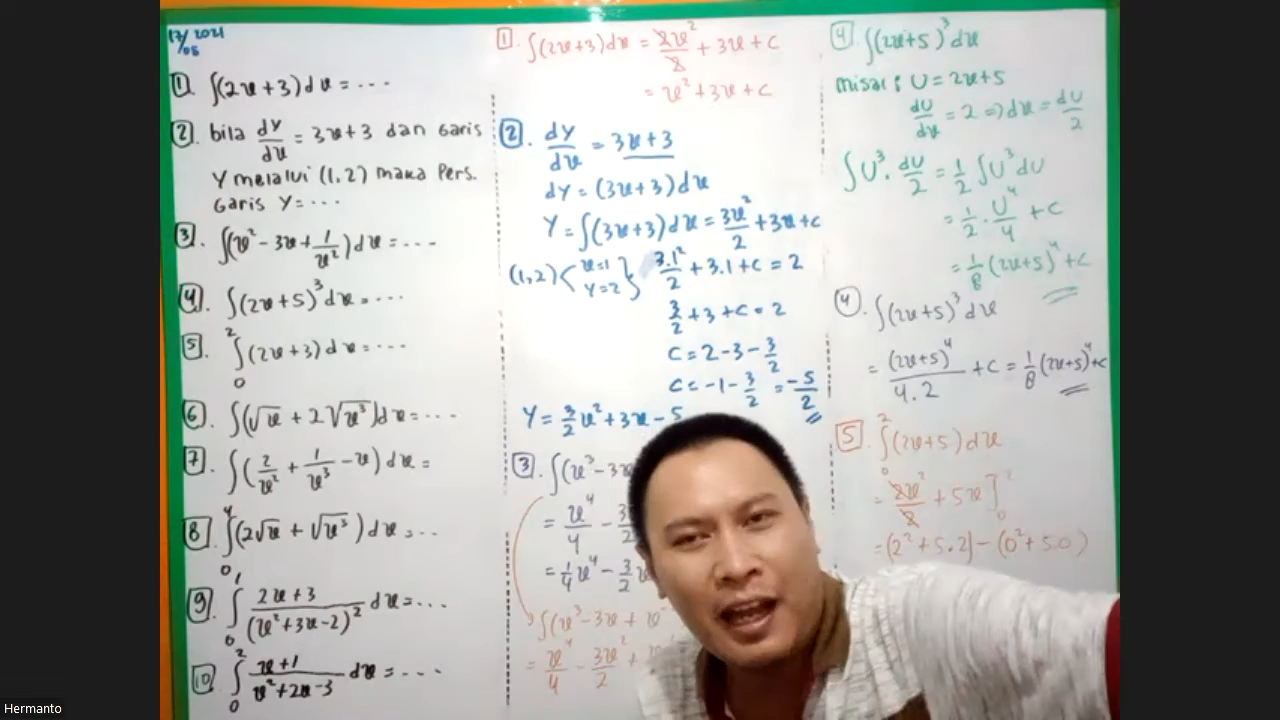 17/2021
05
1. ∫(2x+3)dx = ...
2. bila dy/dx = 3x+3 dan garis
Y melalui (1,2) maka Pers.
garis Y = ...
3. ∫(x² - 3x + 1/x²)dx = ...
4. ∫(2x+5)³dx = ...
5. ∫₀²(2x+3)dx = ...
6. ∫(√x + 2√x³)dx = ...
7. ∫(2/x² + 1/x³ - x)dx =
8. ∫₀⁴(2√x + √x³)dx = ..
9. ∫₀¹ (2x+3)/(x²+3x-2)² dx = ...
10. ∫₀² (x+1)/(x²+2x-3) dx = ...
1. ∫(2x+3)dx = 2x²/2 + 3x + c
= x² + 3x + c
2. dy/dx = 3x+3
dy = (3x+3)dx
Y = ∫(3x+3)dx = 3x²/2 + 3x + c
(1,2) < x=1 y=2 } 3.1²/2 + 3.1 + c = 2
3/2 + 3 + c = 2
c = 2 - 3 - 3/2
c = -1 - 3/2 = -5/2
Y = 3/2 x² + 3x - 5
3. ∫(x³ - 3x
= x⁴/4 - 3
= 1/4 x⁴ - 3/2
∫(x³ - 3x +
= x⁴/4 - 3x²/2 +
4. ∫(2x+5)³dx
misal : U = 2x+5
dU/dx = 2 => dx = dU/2
∫U³. dU/2 = 1/2 ∫U³dU
= 1/2 . U⁴/4 + c
= 1/8 (2x+5)⁴ + c
4. ∫(2x+5)³dx
= (2x+5)⁴/4.2 + c = 1/8 (2x+5)⁴ + c
5. ∫₀²(2x+5)dx
= 2x²/2 + 5x]₀²
= (2² + 5.2) - (0² + 5.0)
Hermanto